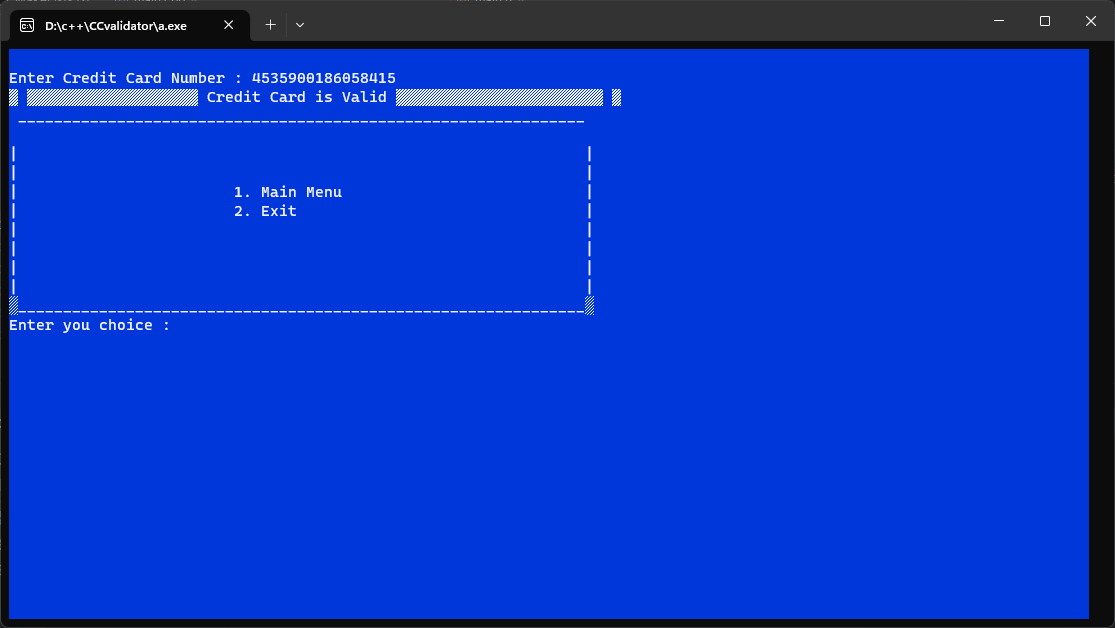 D:\c++\CCvalidator\a.exe
Enter Credit Card Number : 4535900186058415
Credit Card is Valid
1. Main Menu
2. Exit
Enter you choice :